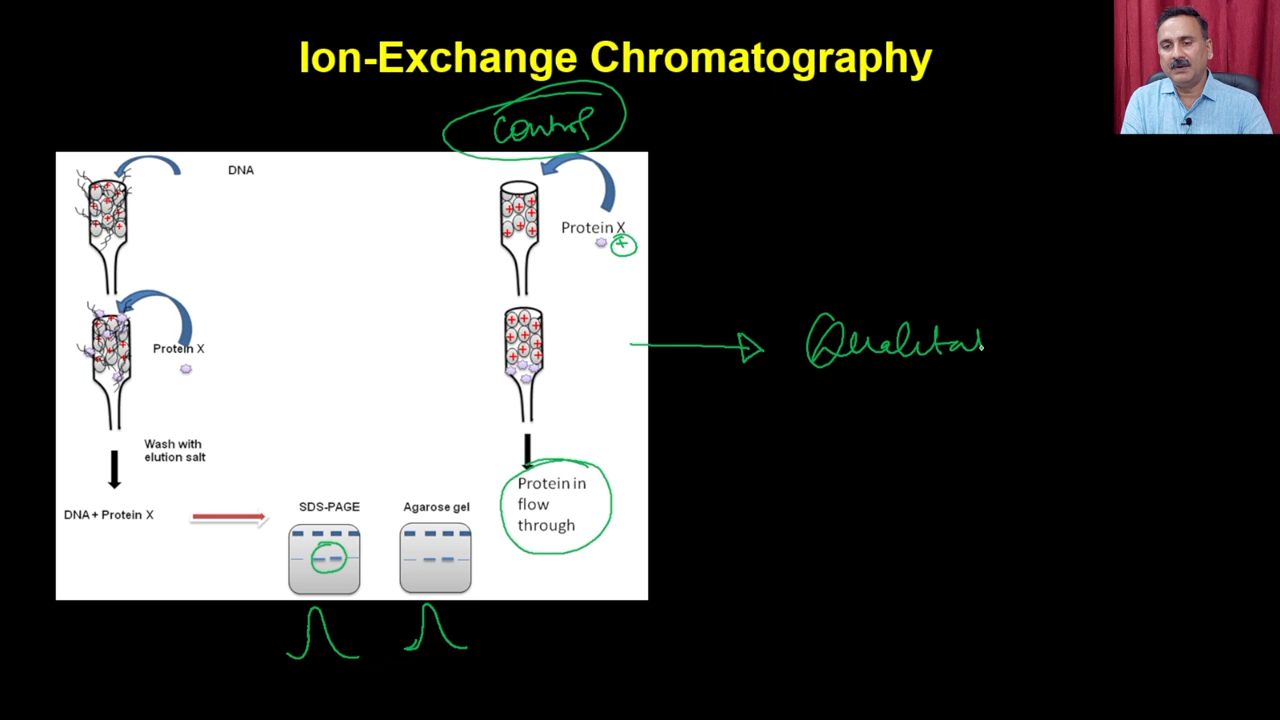 Ion-Exchange Chromatography
Control
DNA
Protein X
+
Protein X
Wash with
elution salt
DNA + Protein X
SDS-PAGE
Agarose gel
Protein in
flow
through
Qualitat